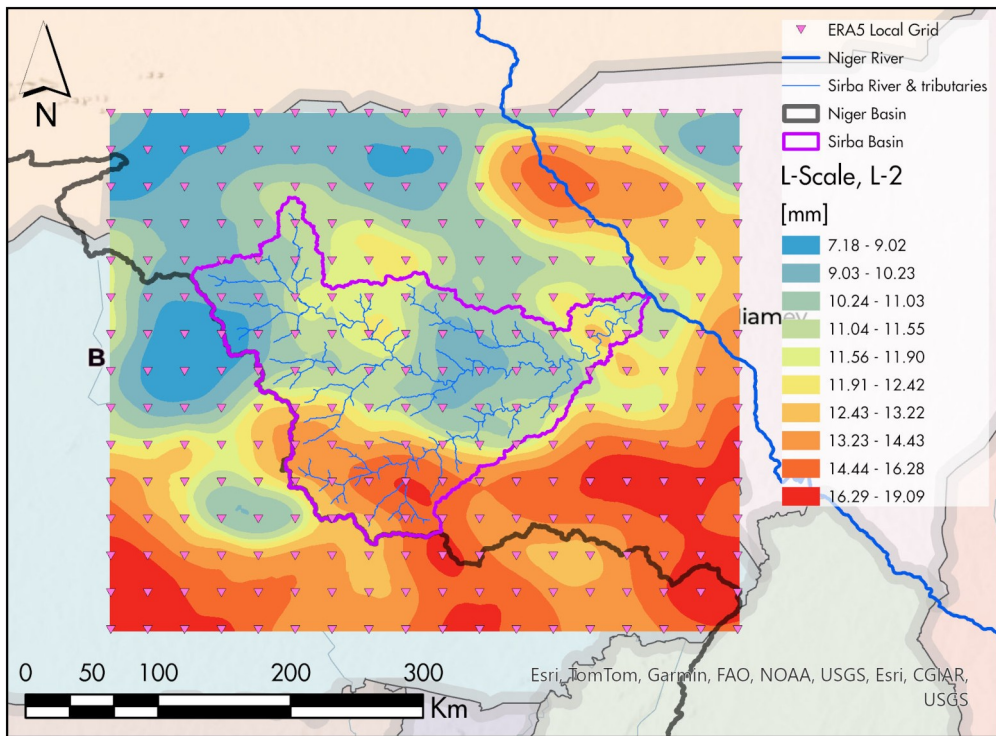 N
ERA5 Local Grid
Niger River
Sirba River & tributaries
Niger Basin
Sirba Basin
L-Scale, L-2
[mm]
7.18 - 9.02
9.03 - 10.23
10.24 - 11.03
11.04 - 11.55
11.56 - 11.90
11.91 - 12.42
12.43 - 13.22
13.23 - 14.43
14.44 - 16.28
16.29 - 19.09
iamey
B
0 50 100 200 300
Km
Esri, TomTom, Garmin, FAO, NOAA, USGS, Esri, CGIAR,
USGS